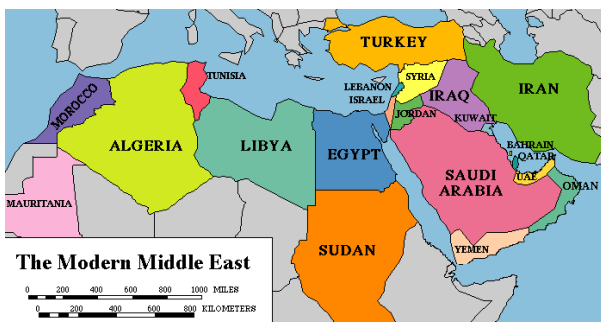 TURKEY
TUNISIA
SYRIA
LEBANON
ISRAEL
IRAQ
IRAN
MOROCCO
JORDAN
KUWAIT
ALGERIA
LIBYA
EGYPT
BAHRAIN
QATAR
SAUDI
ARABIA
UAE
OMAN
MAURITANIA
SUDAN
YEMEN
The Modern Middle East
0 200 400 600 800 1000 MILES
0 200 400 600 800 KILOMETERS